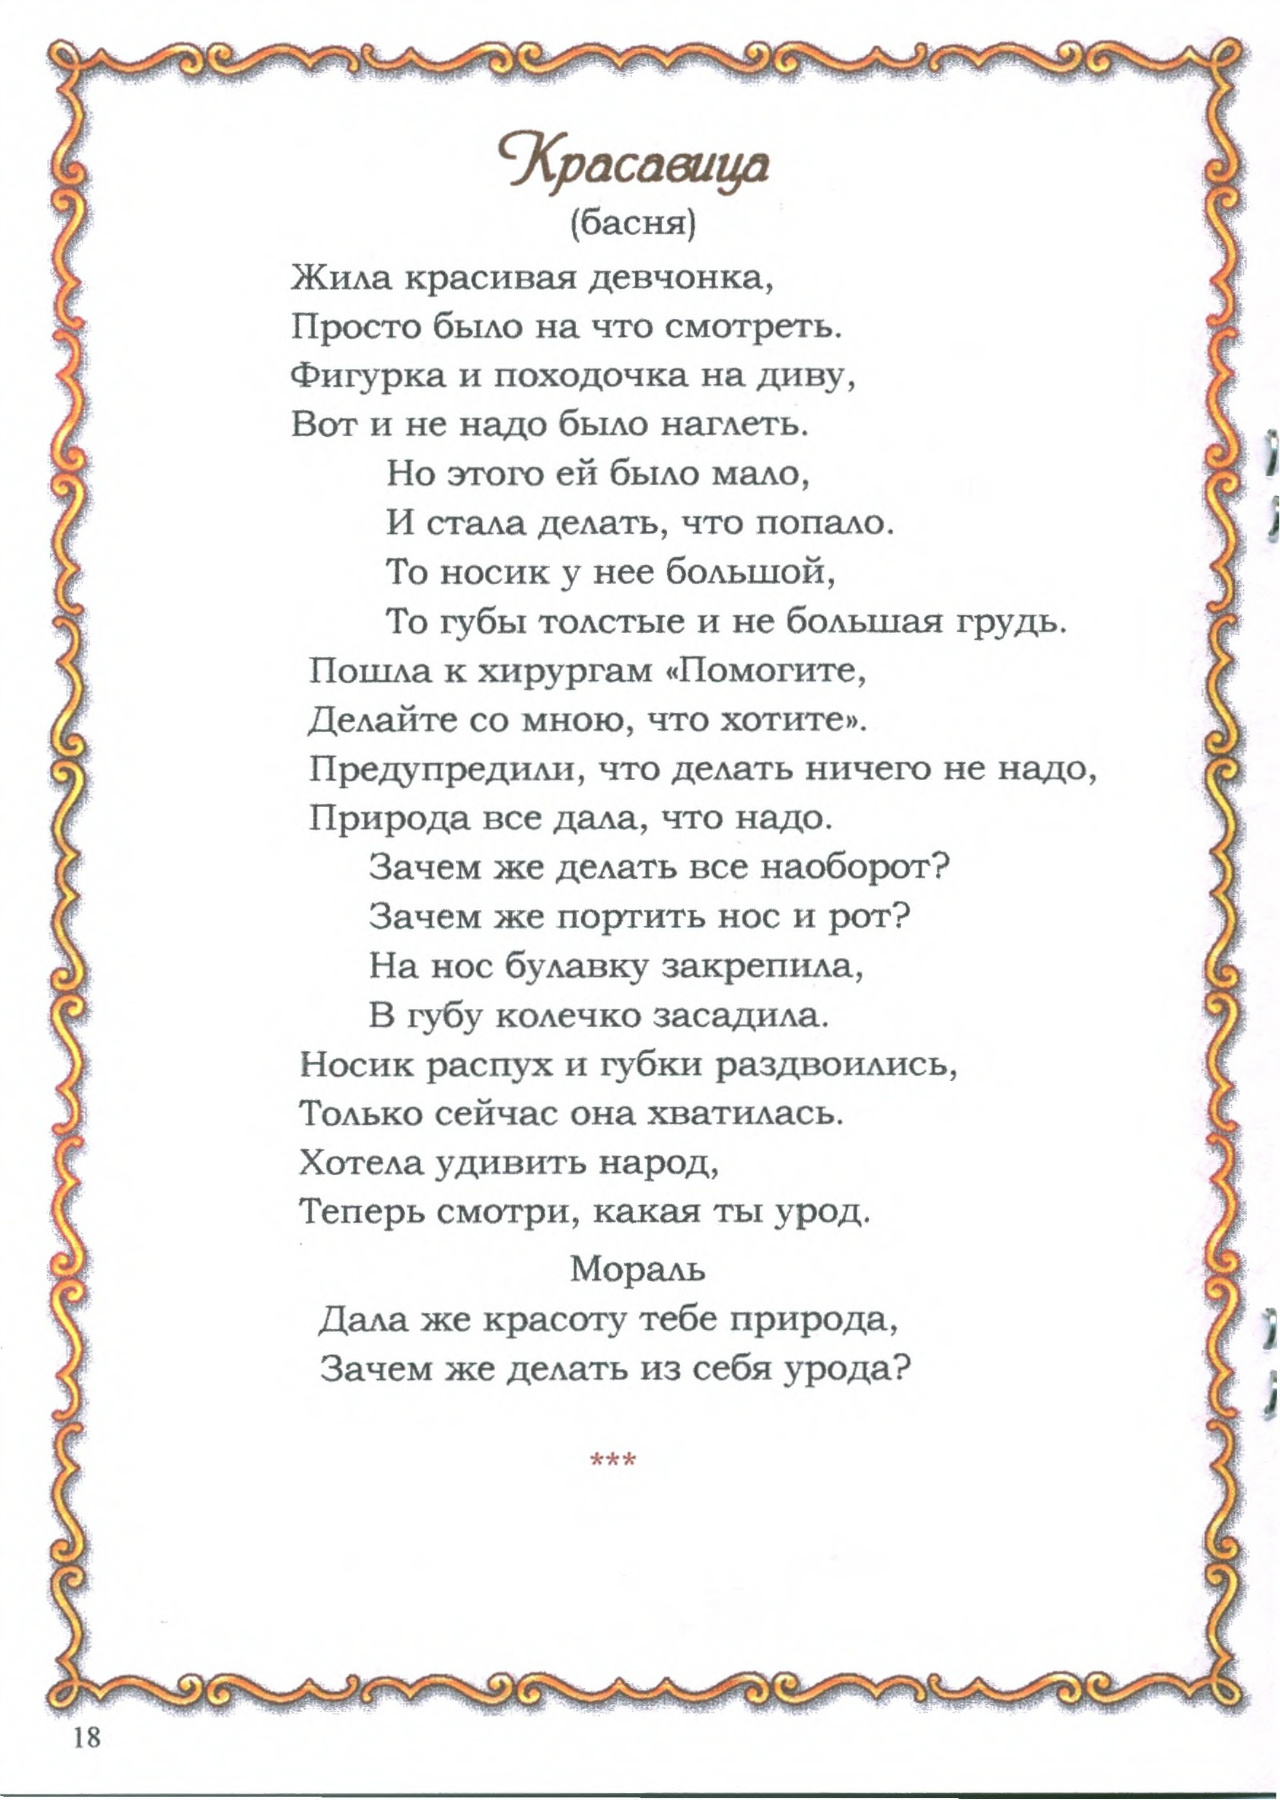 Красавица
(басня)
Жила красивая девчонка,
Просто было на что смотреть.
Фигурка и походочка на диву,
Вот и не надо было наглеть.
Но этого ей было мало,
И стала делать, что попало.
То носик у нее большой,
То губы толстые и не большая грудь.
Пошла к хирургам «Помогите,
Делайте со мною, что хотите».
Предупредили, что делать ничего не надо,
Природа все дала, что надо.
Зачем же делать все наоборот?
Зачем же портить нос и рот?
На нос булавку закрепила,
В губу колечко засадила.
Носик распух и губки раздвоились,
Только сейчас она хватилась.
Хотела удивить народ,
Теперь смотри, какая ты урод.
Мораль
Дала же красоту тебе природа,
Зачем же делать из себя урода?
***
18